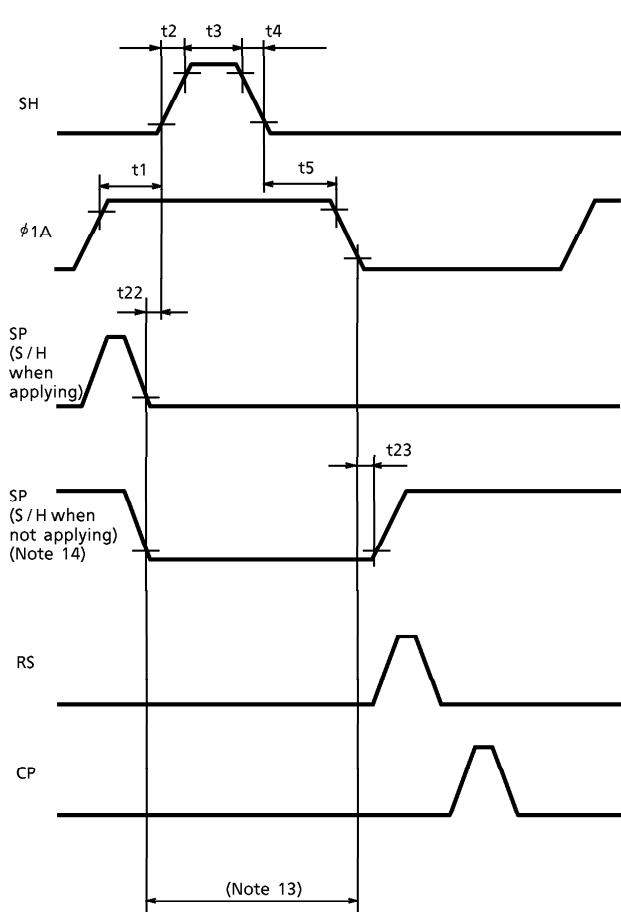 t2 t3 t4
SH
t1 t5
ϕ1A
t22
SP
(S/H
when
applying)
t23
SP
(S/H when
not applying)
(Note 14)
RS
CP
(Note 13)